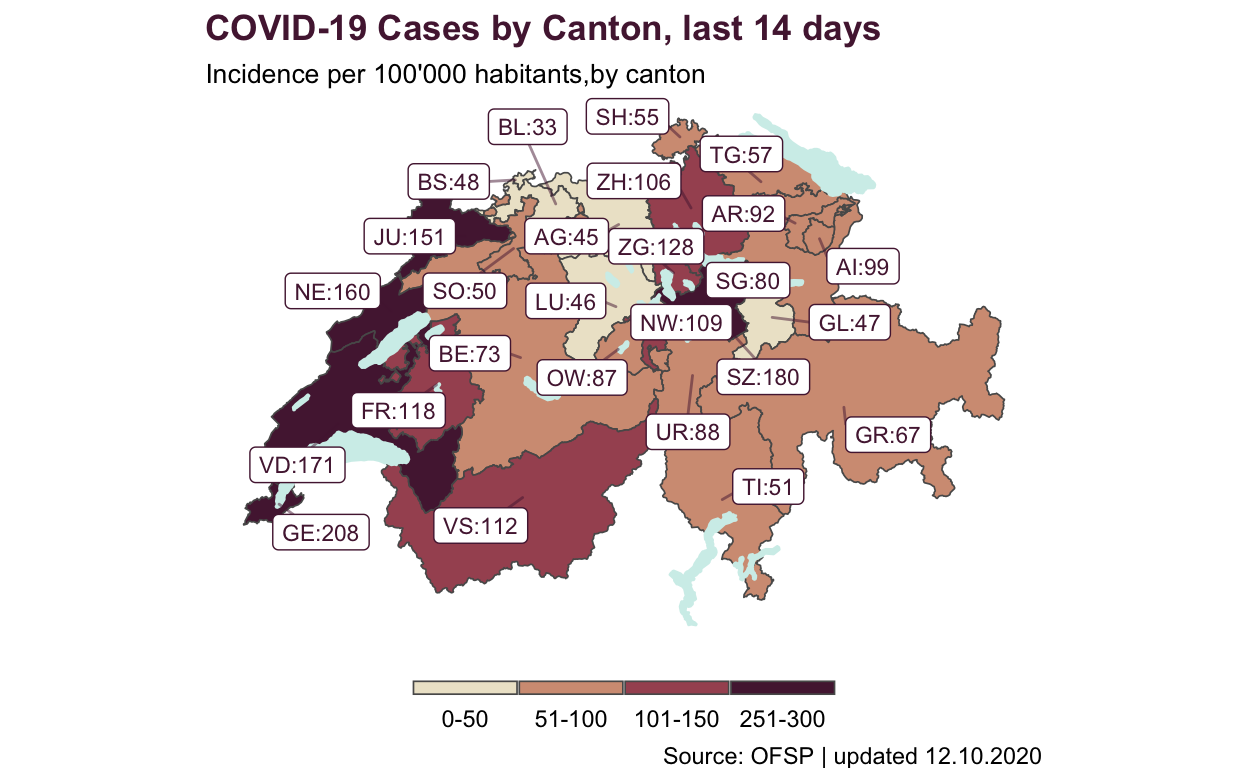 COVID-19 Cases by Canton, last 14 days
Incidence per 100'000 habitants,by canton
SH:55
BL:33
TG:57
BS:48
ZH:106
AR:92
JU:151
AG:45
ZG:128
AI:99
SG:80
NE:160
SO:50
LU:46
NW:109
GL:47
BE:73
OW:87
SZ:180
FR:118
UR:88
GR:67
VD:171
TI:51
VS:112
GE:208
0-50 51-100 101-150 251-300
Source: OFSP | updated 12.10.2020